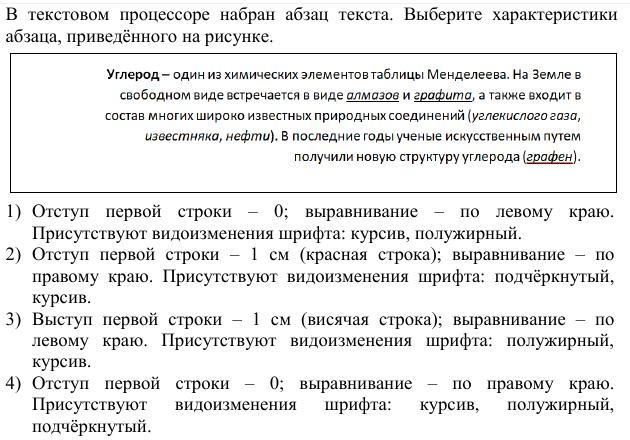 В текстовом процессоре набран абзац текста. Выберите характеристики
абзаца, приведённого на рисунке.
Углерод – один из химических элементов таблицы Менделеева. На Земле в
свободном виде встречается в виде алмазов и графита, а также входит в
состав многих широко известных природных соединений (углекислого газа,
известняка, нефти). В последние годы ученые искусственным путем
получили новую структуру углерода (графен).
1) Отступ первой строки – 0; выравнивание – по левому краю.
Присутствуют видоизменения шрифта: курсив, полужирный.
2) Отступ первой строки – 1 см (красная строка); выравнивание – по
правому краю. Присутствуют видоизменения шрифта: подчёркнутый,
курсив.
3) Выступ первой строки – 1 см (висячая строка); выравнивание – по
левому краю. Присутствуют видоизменения шрифта: полужирный,
курсив.
4) Отступ первой строки – 0; выравнивание – по правому краю.
Присутствуют видоизменения шрифта: курсив, полужирный,
подчёркнутый.